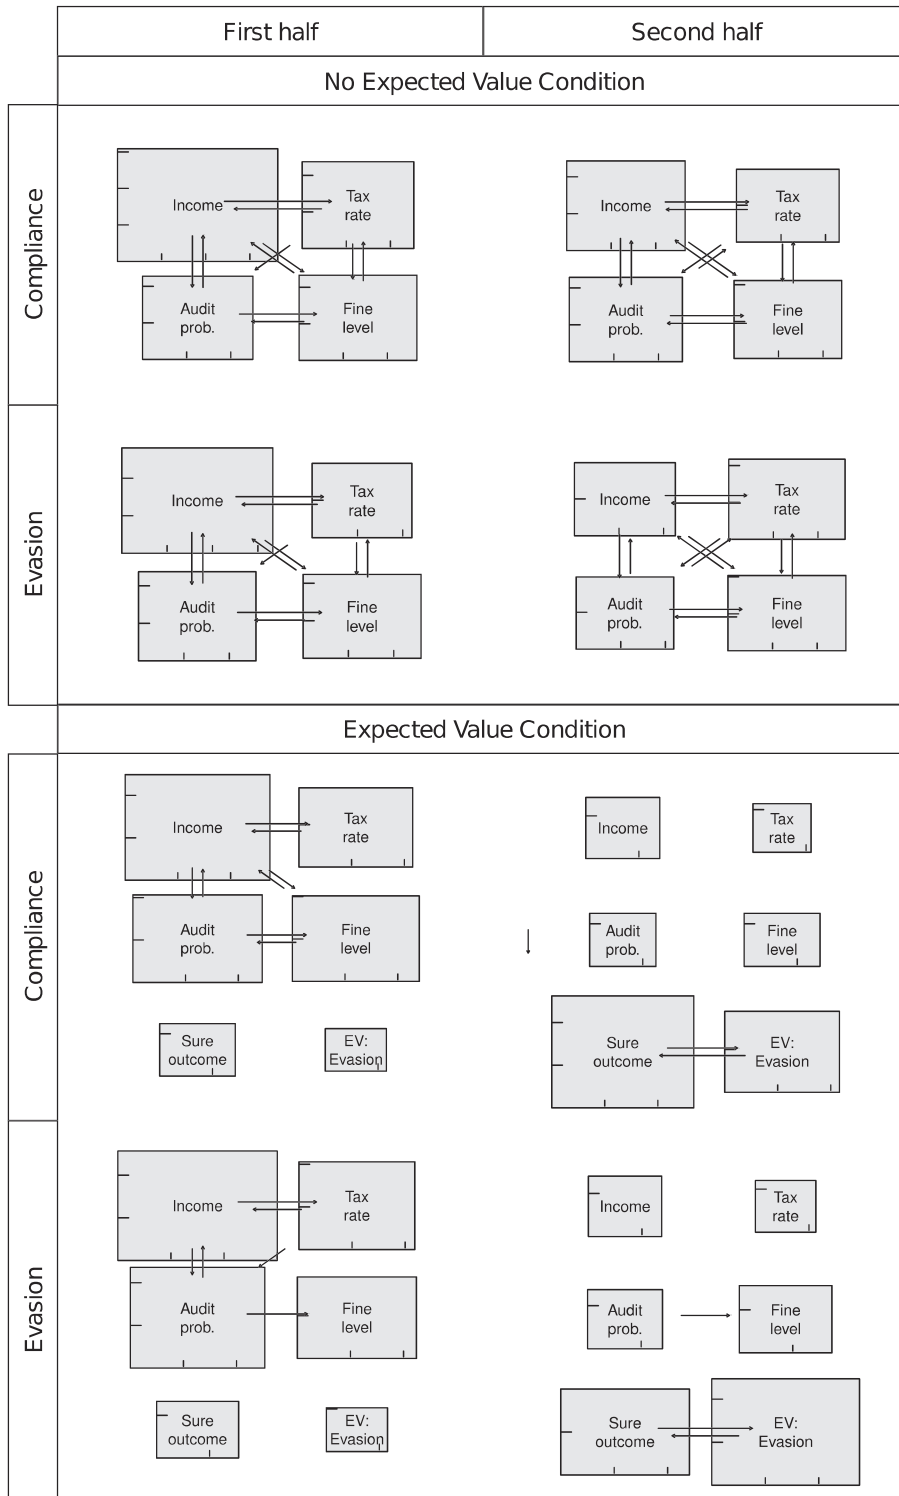 First half
Second half
No Expected Value Condition
Compliance
Income
Tax
rate
Audit
prob.
Fine
level
Income
Tax
rate
Audit
prob.
Fine
level
Evasion
Income
Tax
rate
Audit
prob.
Fine
level
Income
Tax
rate
Audit
prob.
Fine
level
Expected Value Condition
Compliance
Income
Tax
rate
Audit
prob.
Fine
level
Sure
outcome
EV:
Evasion
Income
Tax
rate
Audit
prob.
Fine
level
Sure
outcome
EV:
Evasion
Evasion
Income
Tax
rate
Audit
prob.
Fine
level
Sure
outcome
EV:
Evasion
Income
Tax
rate
Audit
prob.
Fine
level
Sure
outcome
EV:
Evasion